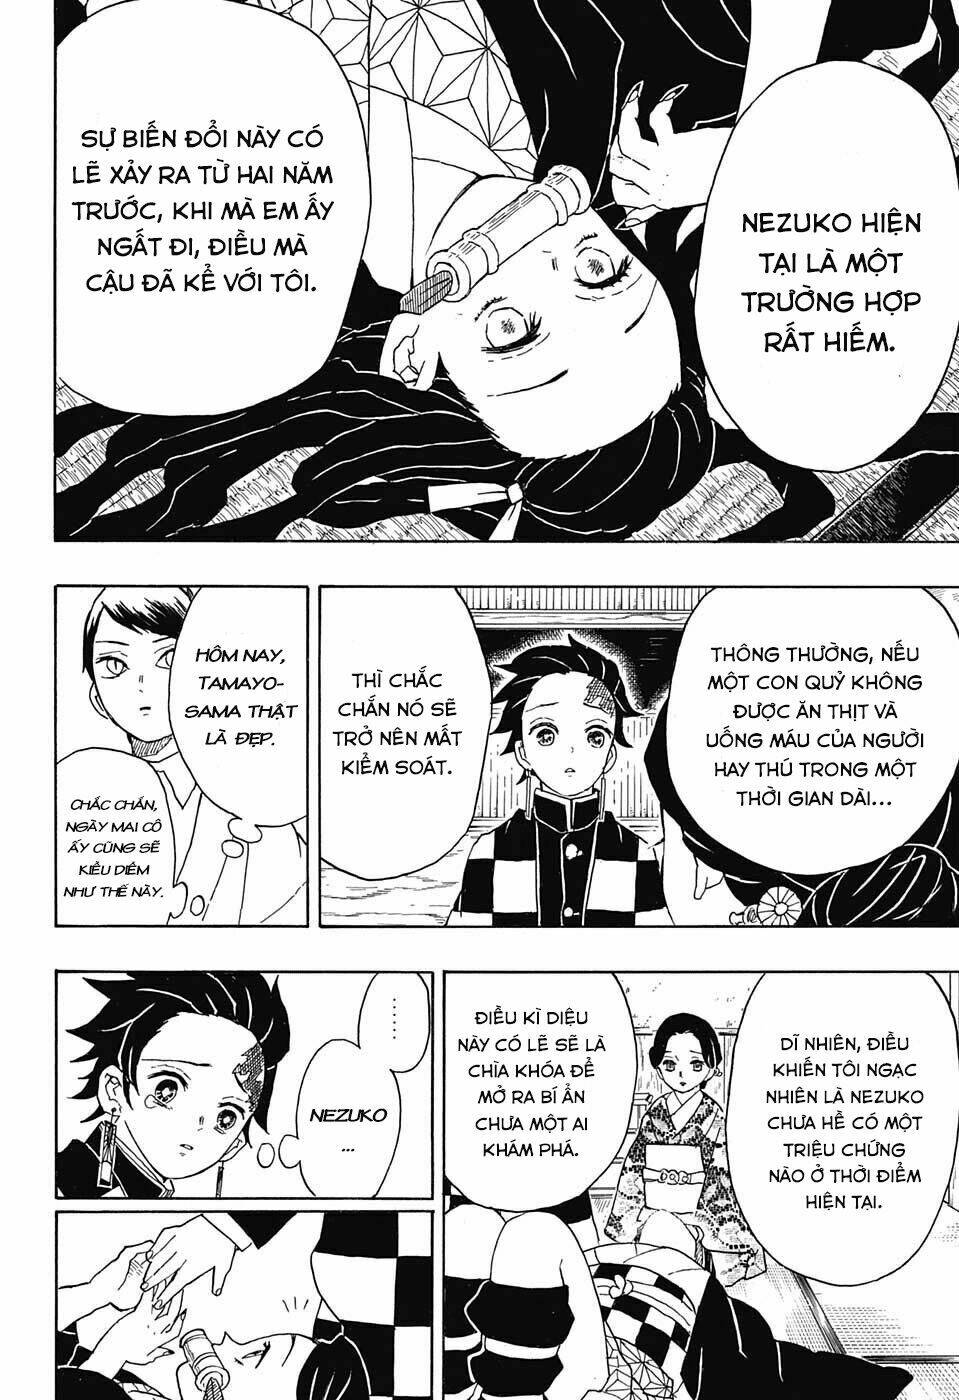 NEZUKO HIỆN
TẠI LÀ MỘT
TRƯỜNG HỢP
RẤT HIẾM.
SỰ BIẾN ĐỔI NÀY CÓ
LẼ XẢY RA TỪ HAI NĂM
TRƯỚC, KHI MÀ EM ẤY
NGẤT ĐI, ĐIỀU MÀ
CẬU ĐÃ KỂ VỚI TÔI.
THÔNG THƯỜNG, NẾU
MỘT CON QUỶ KHÔNG
ĐƯỢC ĂN THỊT VÀ
UỐNG MÁU CỦA NGƯỜI
HAY THÚ TRONG MỘT
THỜI GIAN DÀI...
THÌ CHẮC
CHẮN NÓ SẼ
TRỞ NÊN MẤT
KIỂM SOÁT.
HÔM NAY,
TAMAYO-
SAMA THẬT
LÀ ĐẸP.
CHẮC CHẮN,
NGÀY MAI CÔ
ẤY CŨNG SẼ
KIỀU DIỄM
NHƯ THẾ NÀY.
DĨ NHIÊN, ĐIỀU
KHIẾN TÔI NGẠC
NHIÊN LÀ NEZUKO
CHƯA HỀ CÓ MỘT
TRIỆU CHỨNG
NÀO Ở THỜI ĐIỂM
HIỆN TẠI.
ĐIỀU KÌ DIỆU
NÀY CÓ LẼ SẼ LÀ
CHÌA KHÓA ĐỂ
MỞ RA BÍ ẨN
CHƯA MỘT AI
KHÁM PHÁ.
......
NEZUKO
...